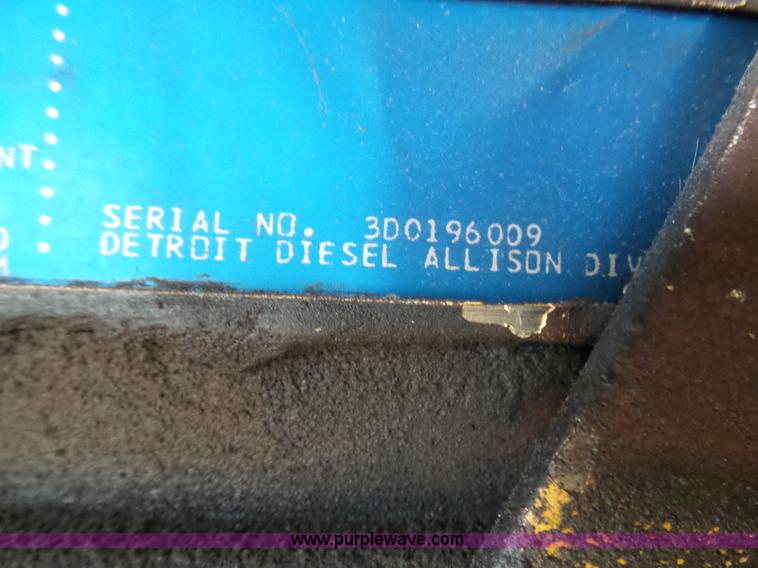 NT
SERIAL NO. 3D0196009
DETROIT DIESEL ALLISON DIV
www.purplewave.com